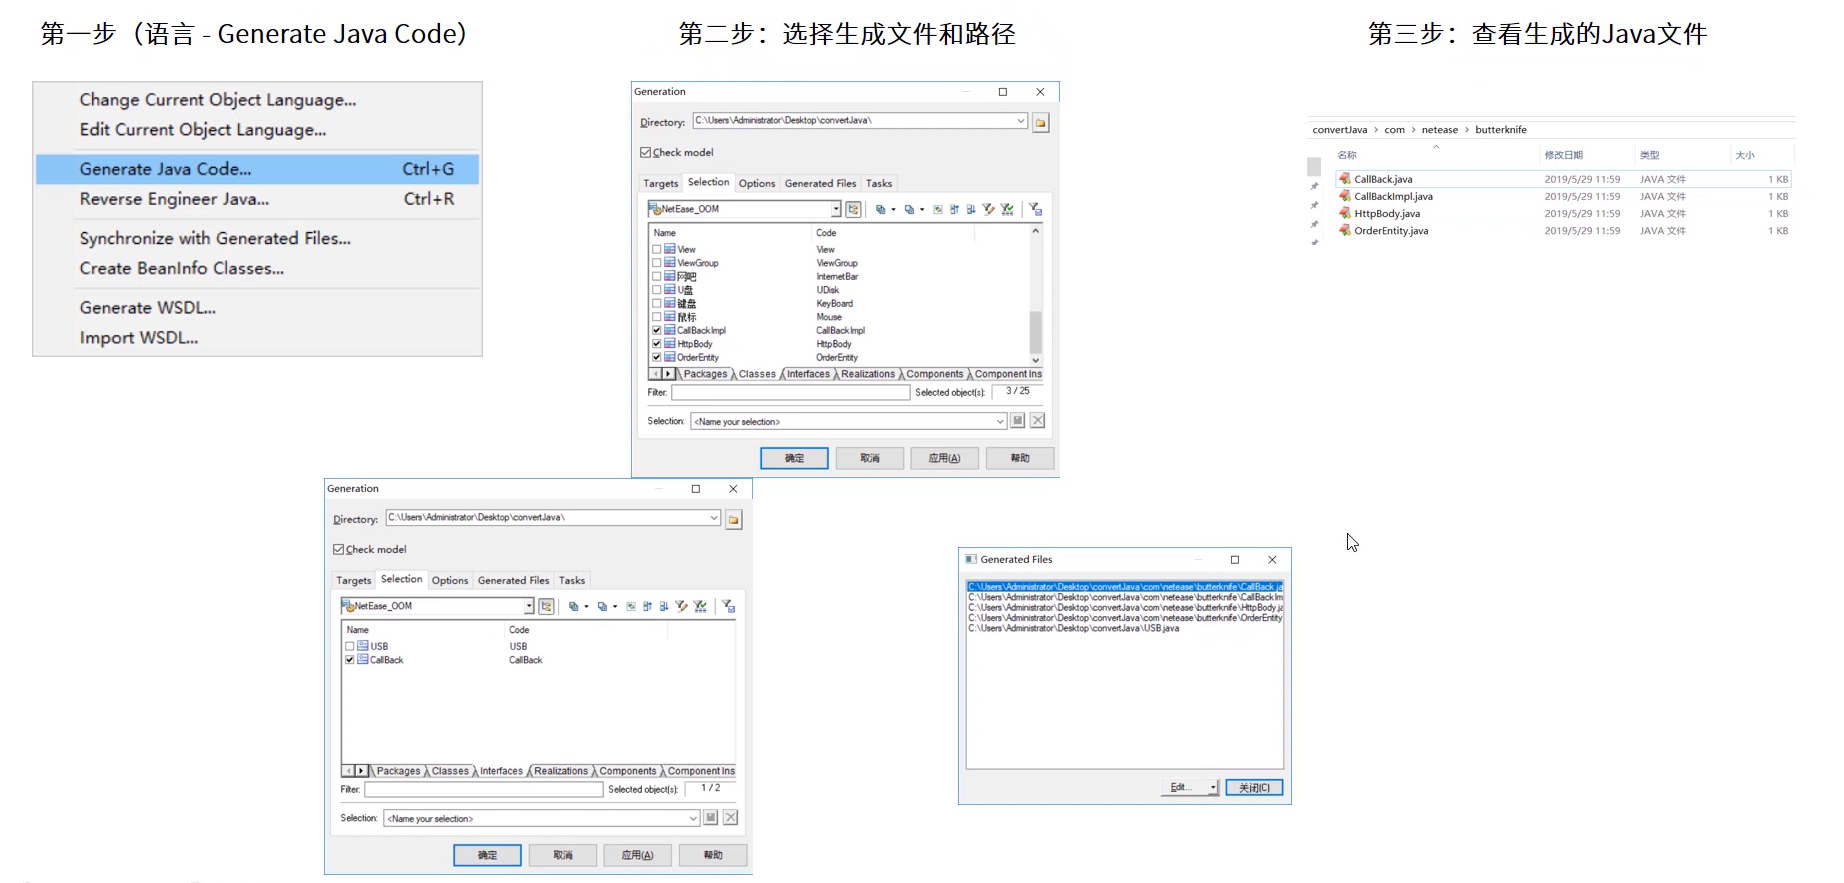 第一步（语言 - Generate Java Code）
Change Current Object Language...
Edit Current Object Language...
Generate Java Code... Ctrl+G
Reverse Engineer Java... Ctrl+R
Synchronize with Generated Files...
Create BeanInfo Classes...
Generate WSDL...
Import WSDL...
第二步：选择生成文件和路径
Generation
Directory: C:\Users\Administrator\Desktop\convertJava\
Check model
Targets Selection Options Generated Files Tasks
NetEase_OOM
Name Code
View View
ViewGroup ViewGroup
网吧 InternetBar
U盘 UDisk
键盘 KeyBoard
鼠标 Mouse
CallBackImpl CallBackImpl
HttpBody HttpBody
OrderEntity OrderEntity
Packages Classes Interfaces Realizations Components Component Ins
Filter: Selected object(s): 3 / 25
Selection: <Name your selection>
确定 取消 应用(A) 帮助
Generation
Directory: C:\Users\Administrator\Desktop\convertJava\
Check model
Targets Selection Options Generated Files Tasks
NetEase_OOM
Name Code
USB USB
CallBack CallBack
Packages Classes Interfaces Realizations Components Component Ins
Filter: Selected object(s): 1 / 2
Selection: <Name your selection>
确定 取消 应用(A) 帮助
第三步：查看生成的Java文件
convertJava > com > netease > butterknife
名称 修改日期 类型 大小
CallBack.java 2019/5/29 11:59 JAVA 文件 1 KB
CallBackImpl.java 2019/5/29 11:59 JAVA 文件 1 KB
HttpBody.java 2019/5/29 11:59 JAVA 文件 1 KB
OrderEntity.java 2019/5/29 11:59 JAVA 文件 1 KB
Generated Files
C:\Users\Administrator\Desktop\convertJava\com\netease\butterknife\CallBack.ja
C:\Users\Administrator\Desktop\convertJava\com\netease\butterknife\CallBackIm
C:\Users\Administrator\Desktop\convertJava\com\netease\butterknife\HttpBody.ja
C:\Users\Administrator\Desktop\convertJava\com\netease\butterknife\OrderEntity
C:\Users\Administrator\Desktop\convertJava\USB.java
Edit... 关闭(C)